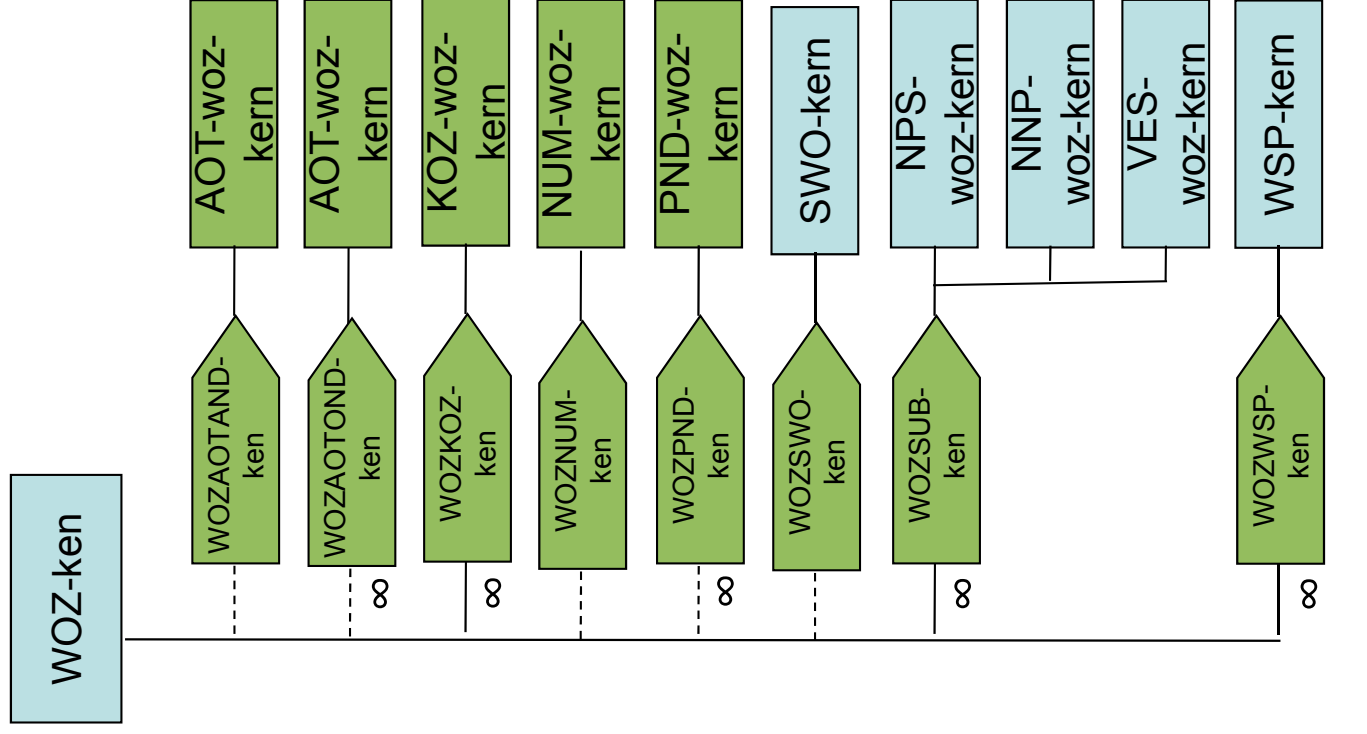 AOT-woz-
kern
AOT-woz-
kern
KOZ-woz-
kern
NUM-woz-
kern
PND-woz-
kern
SWO-kern
NPS-
woz-kern
NNP-
woz-kern
VES-
woz-kern
WSP-kern
WOZAOTAND-
ken
WOZAOTOND-
ken
WOZKOZ-
ken
WOZNUM-
ken
WOZPND-
ken
WOZSWO-
ken
WOZSUB-
ken
WOZWSP-
ken
WOZ-ken
∞
∞
∞
∞
∞